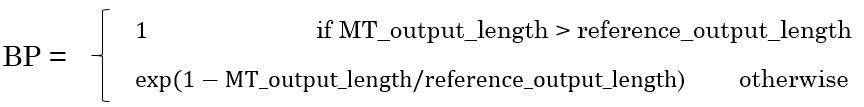 1 if MT_output_length > reference_output_length
BP =
exp(1 − MT_output_length/reference_output_length) otherwise